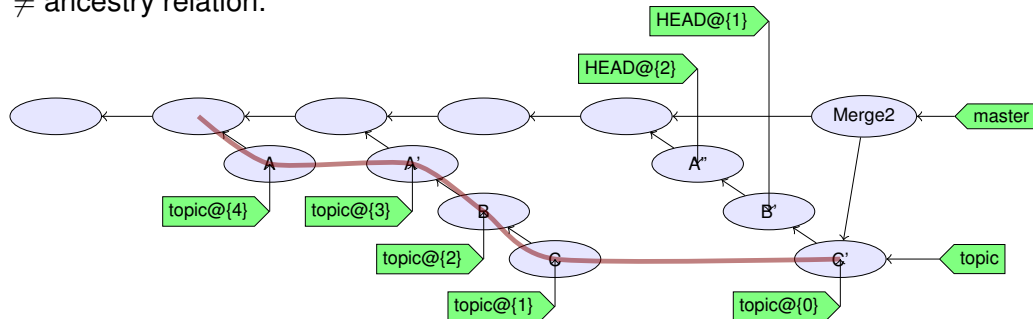 ≠ ancestry relation.
HEAD@{1}
HEAD@{2}
Merge2
master
A
A'
A''
topic@{4}
topic@{3}
B
B'
topic@{2}
C
C'
topic
topic@{1}
topic@{0}